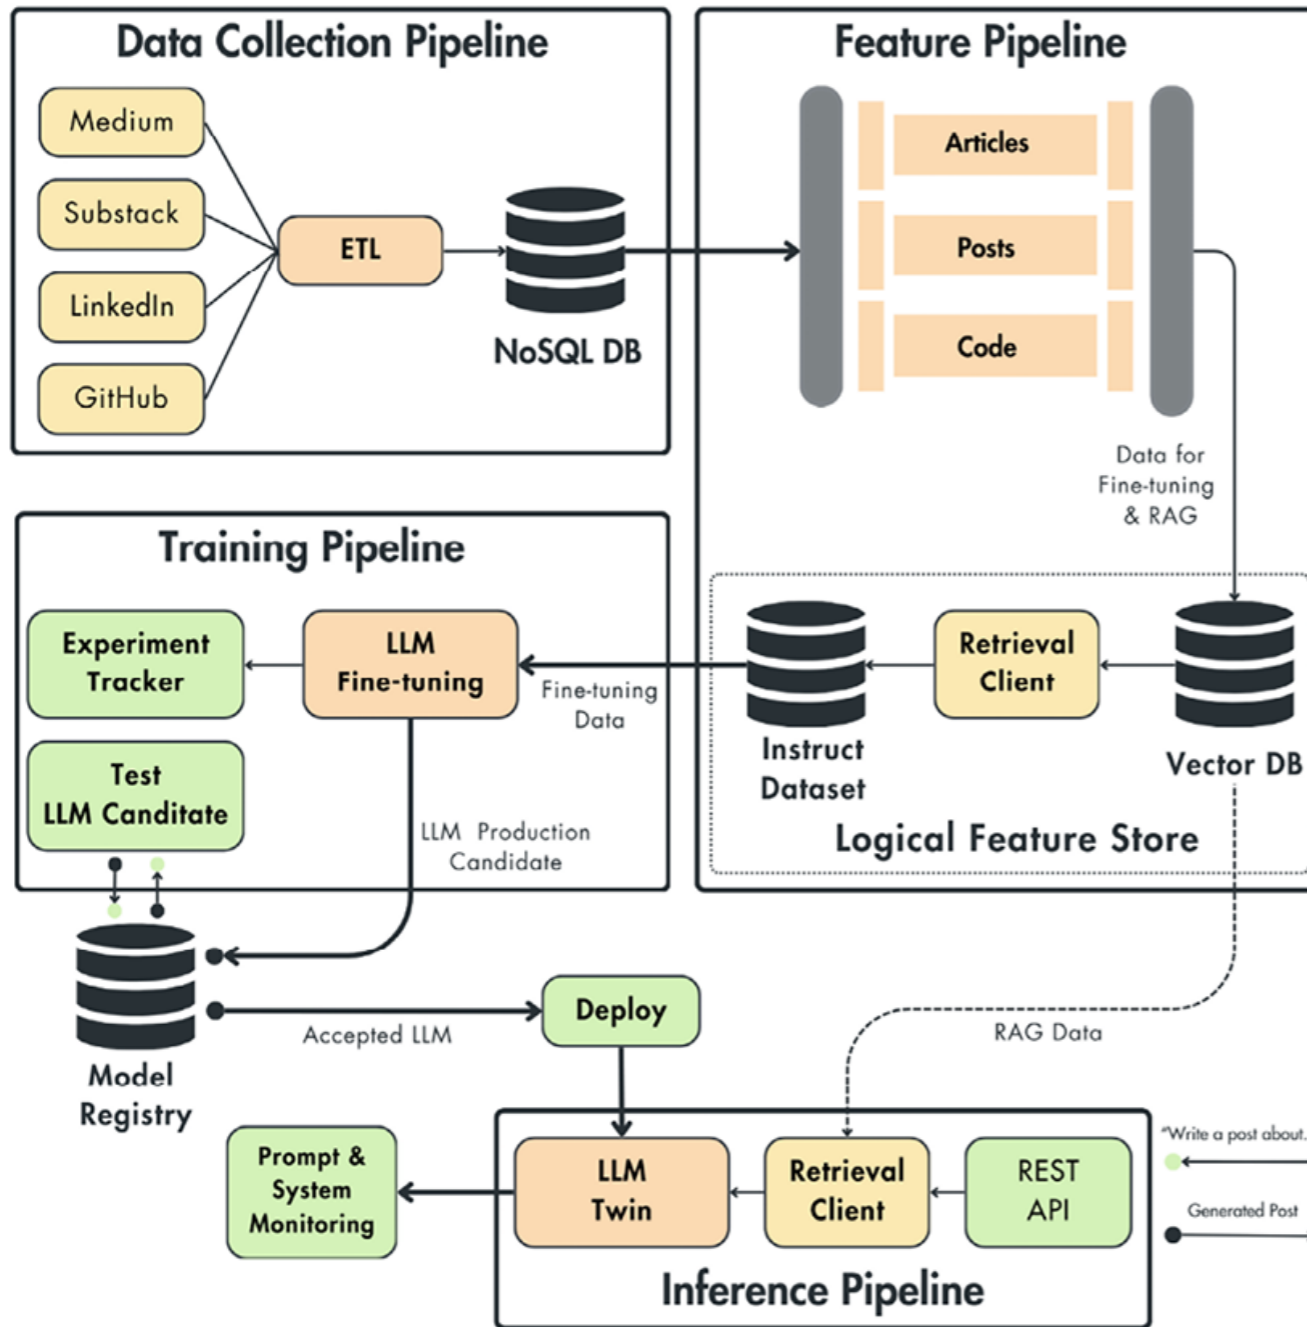 Data Collection Pipeline
Medium
Substack
LinkedIn
GitHub
ETL
NoSQL DB
Feature Pipeline
Articles
Posts
Code
Data for
Fine-tuning
& RAG
Training Pipeline
Experiment
Tracker
LLM
Fine-tuning
Fine-tuning
Data
Test
LLM Canditate
LLM Production
Candidate
Instruct
Dataset
Retrieval
Client
Vector DB
Logical Feature Store
Model
Registry
Accepted LLM
Deploy
RAG Data
Prompt &
System
Monitoring
LLM
Twin
Retrieval
Client
REST
API
"Write a post about.
Generated Post
Inference Pipeline